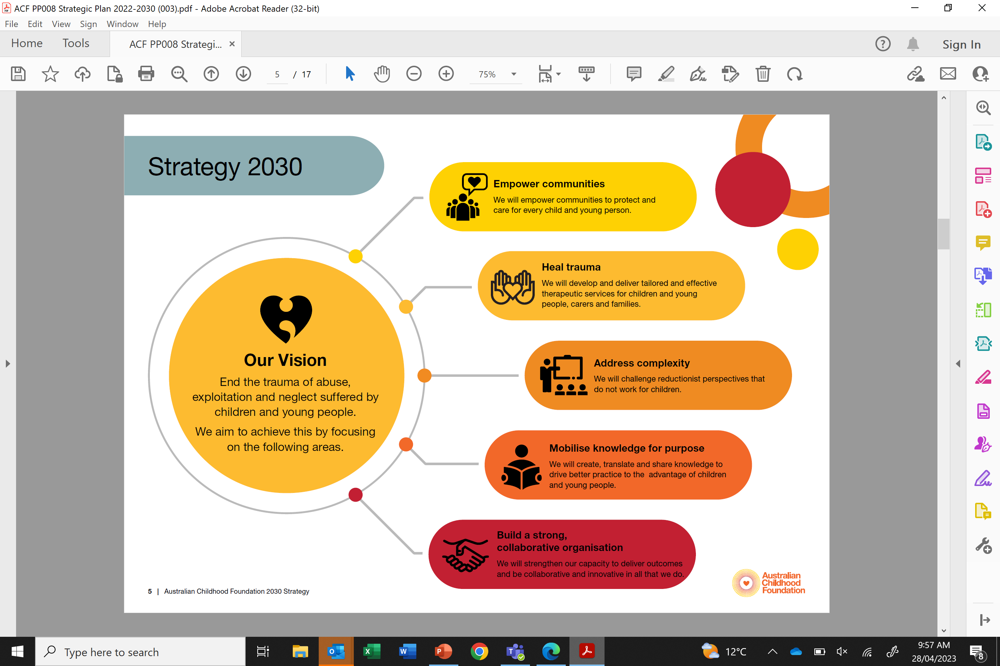 ACF PP008 Strategic Plan 2022-2030 (003).pdf - Adobe Acrobat Reader (32-bit)
File Edit View Sign Window Help
Home Tools ACF PP008 Strategi... × Sign In
5 / 17 75%
Strategy 2030
Empower communities
We will empower communities to protect and
care for every child and young person.
Heal trauma
We will develop and deliver tailored and effective
therapeutic services for children and young
people, carers and families.
Our Vision
End the trauma of abuse,
exploitation and neglect suffered by
children and young people.
We aim to achieve this by focusing
on the following areas.
Address complexity
We will challenge reductionist perspectives that
do not work for children.
Mobilise knowledge for purpose
We will create, translate and share knowledge to
drive better practice to the  advantage of children
and young people.
Build a strong,
collaborative organisation
We will strengthen our capacity to deliver outcomes
and be collaborative and innovative in all that we do.
5 | Australian Childhood Foundation 2030 Strategy
Australian
Childhood
Foundation
Type here to search
12°C
9:57 AM
28/04/2023
8